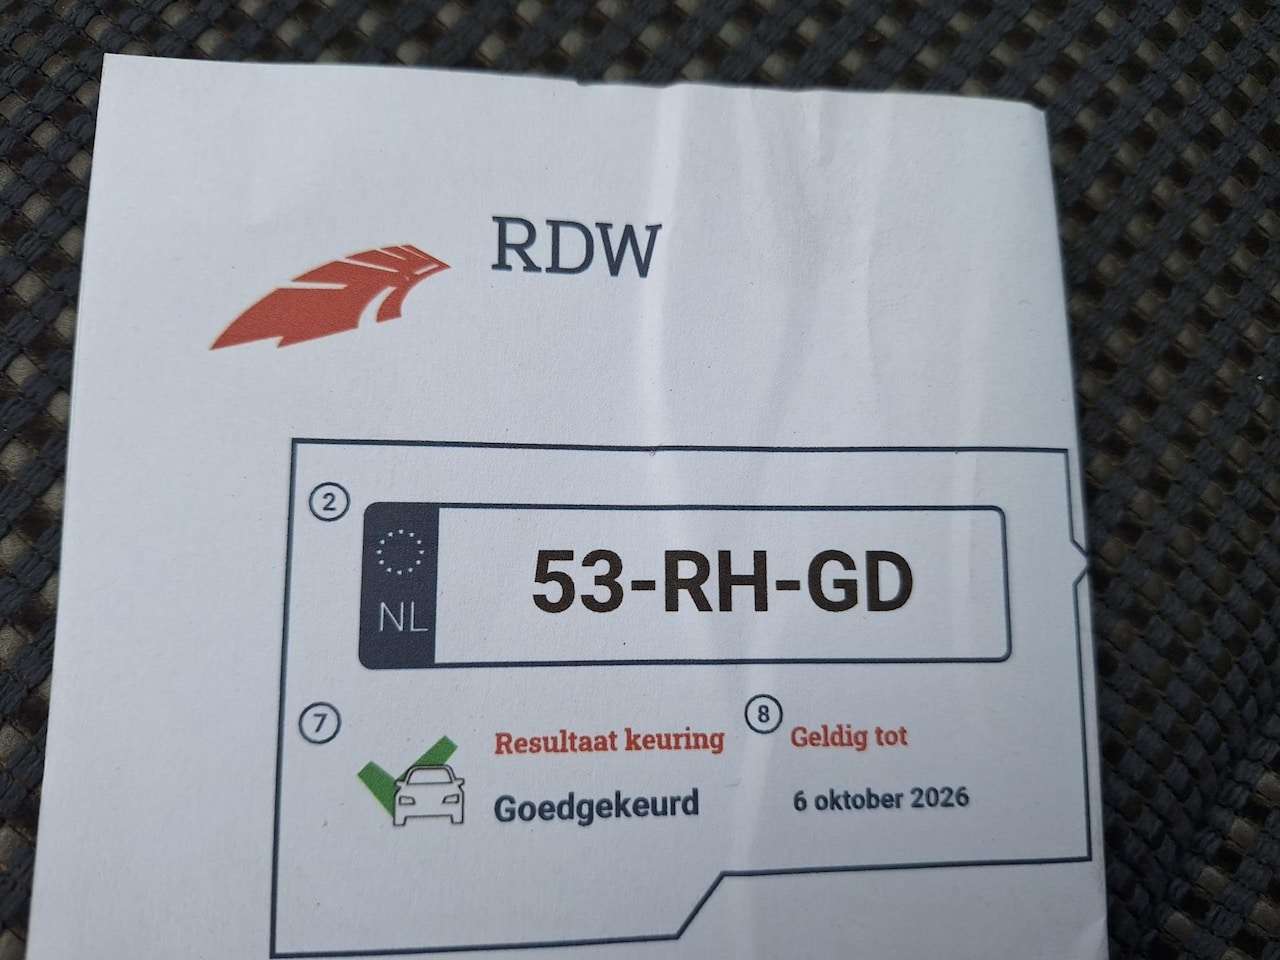 RDW
2
NL
53-RH-GD
7
Resultaat keuring
8
Geldig tot
Goedgekeurd
6 oktober 2026